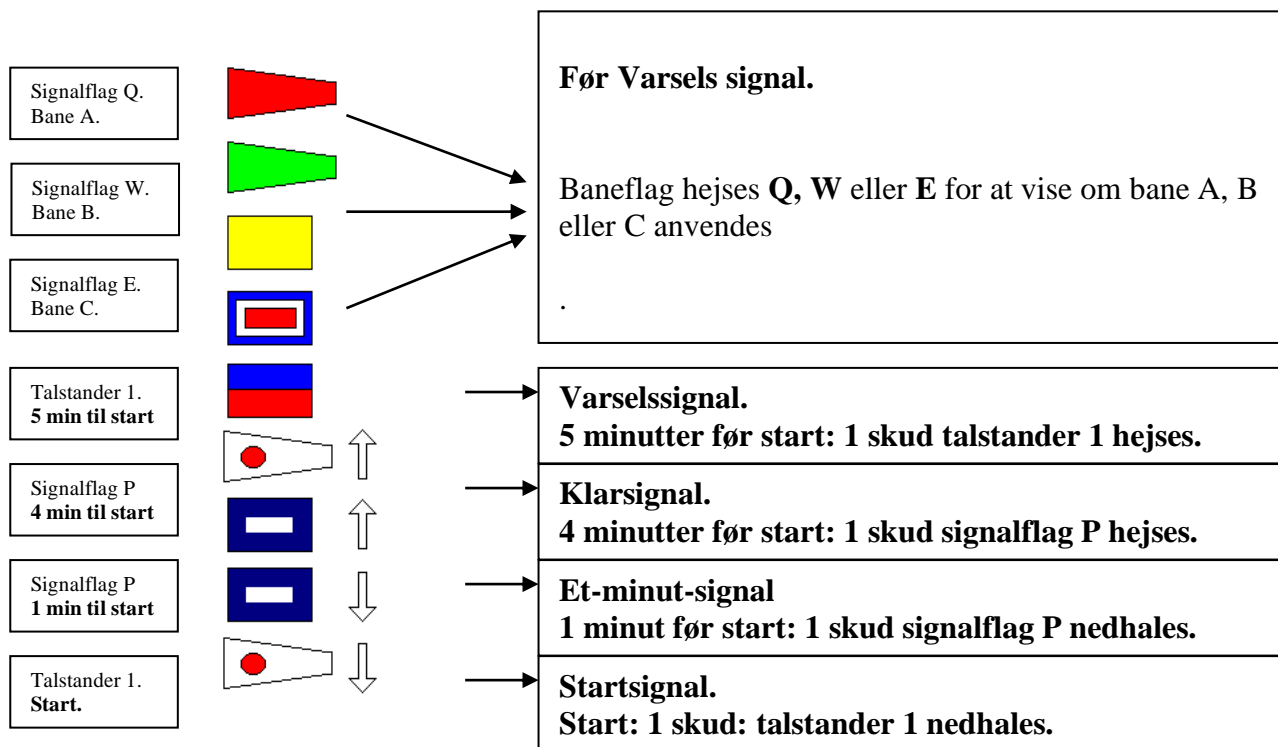 Signalflag Q.
Bane A.
Signalflag W.
Bane B.
Signalflag E.
Bane C.
Før Varsels signal.
Baneflag hejses Q, W eller E for at vise om bane A, B
eller C anvendes
.
Talstander 1.
5 min til start
Varselssignal.
5 minutter før start: 1 skud talstander 1 hejses.
Signalflag P
4 min til start
Klarsignal.
4 minutter før start: 1 skud signalflag P hejses.
Signalflag P
1 min til start
Et-minut-signal
1 minut før start: 1 skud signalflag P nedhales.
Talstander 1.
Start.
Startsignal.
Start: 1 skud: talstander 1 nedhales.